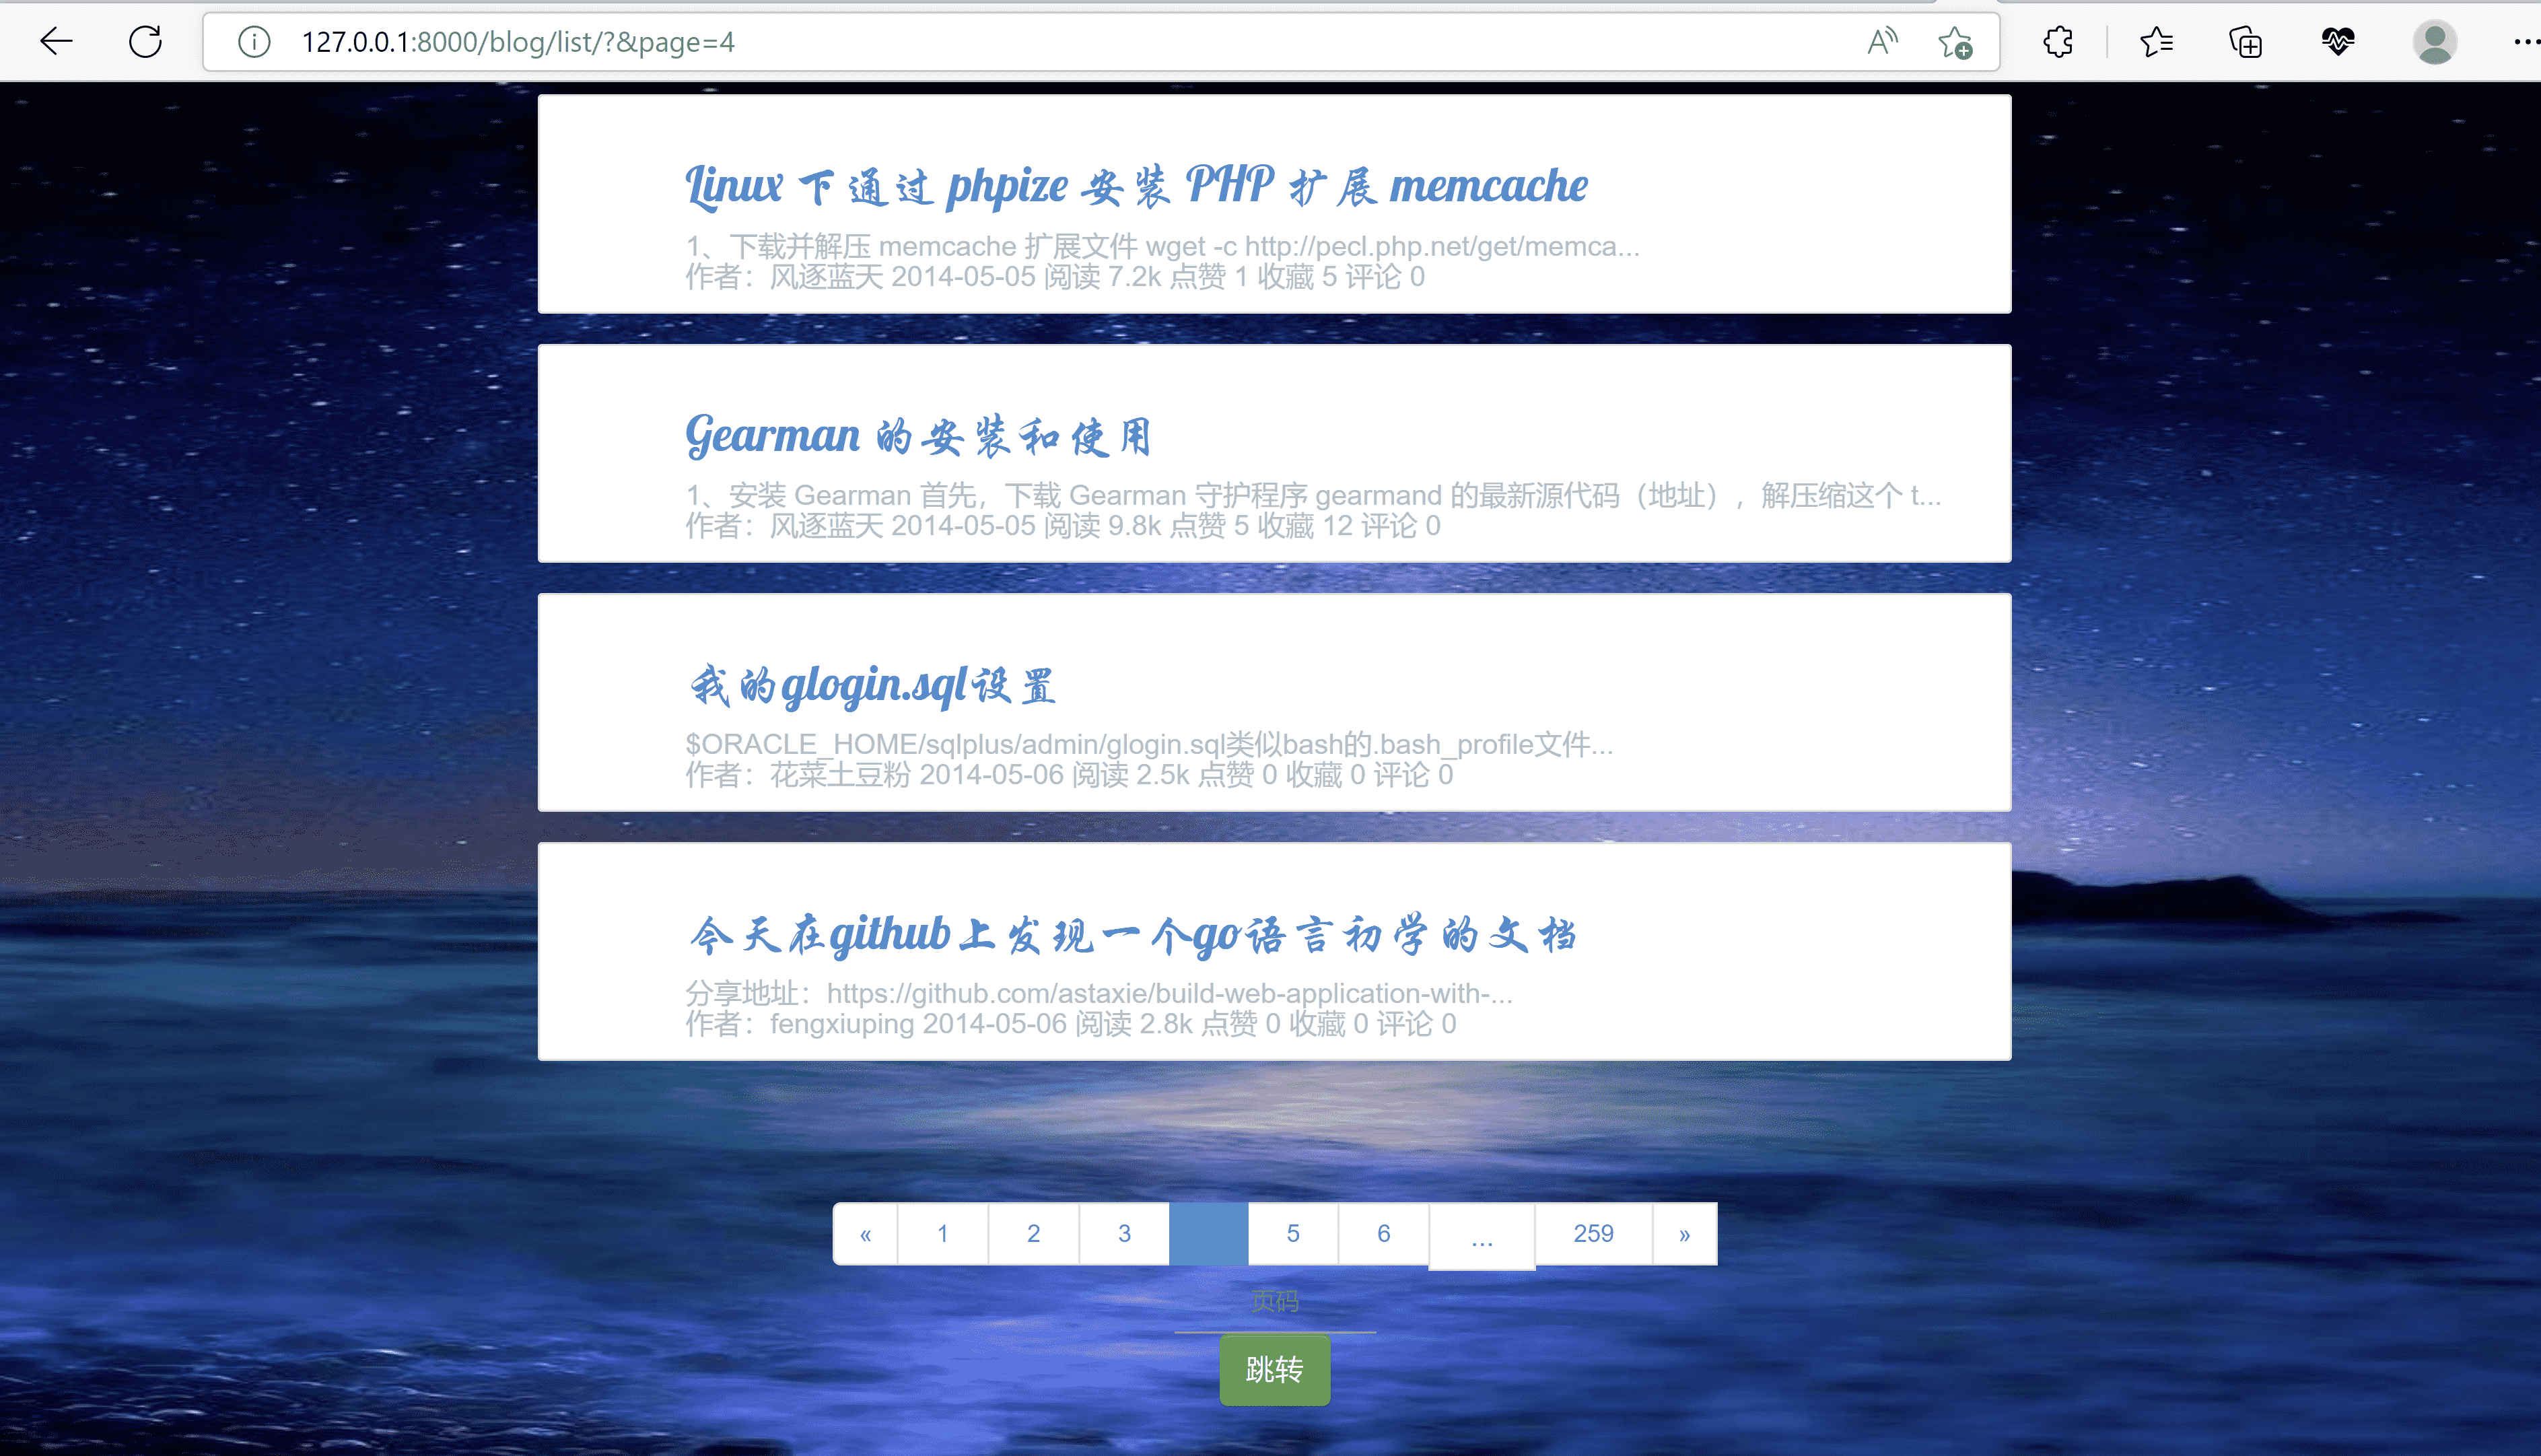 127.0.0.1:8000/blog/list/?&page=4
Linux 下通过 phpize 安装 PHP 扩展 memcache
1、下载并解压 memcache 扩展文件 wget -c http://pecl.php.net/get/memca...
作者：风逐蓝天 2014-05-05 阅读 7.2k 点赞 1 收藏 5 评论 0
Gearman 的安装和使用
1、安装 Gearman 首先，下载 Gearman 守护程序 gearmand 的最新源代码（地址），解压缩这个 t...
作者：风逐蓝天 2014-05-05 阅读 9.8k 点赞 5 收藏 12 评论 0
我的glogin.sql设置
$ORACLE_HOME/sqlplus/admin/glogin.sql类似bash的.bash_profile文件...
作者：花菜土豆粉 2014-05-06 阅读 2.5k 点赞 0 收藏 0 评论 0
今天在github上发现一个go语言初学的文档
分享地址：https://github.com/astaxie/build-web-application-with-...
作者：fengxiuping 2014-05-06 阅读 2.8k 点赞 0 收藏 0 评论 0
« 1 2 3 5 6 ... 259 »
页码
跳转